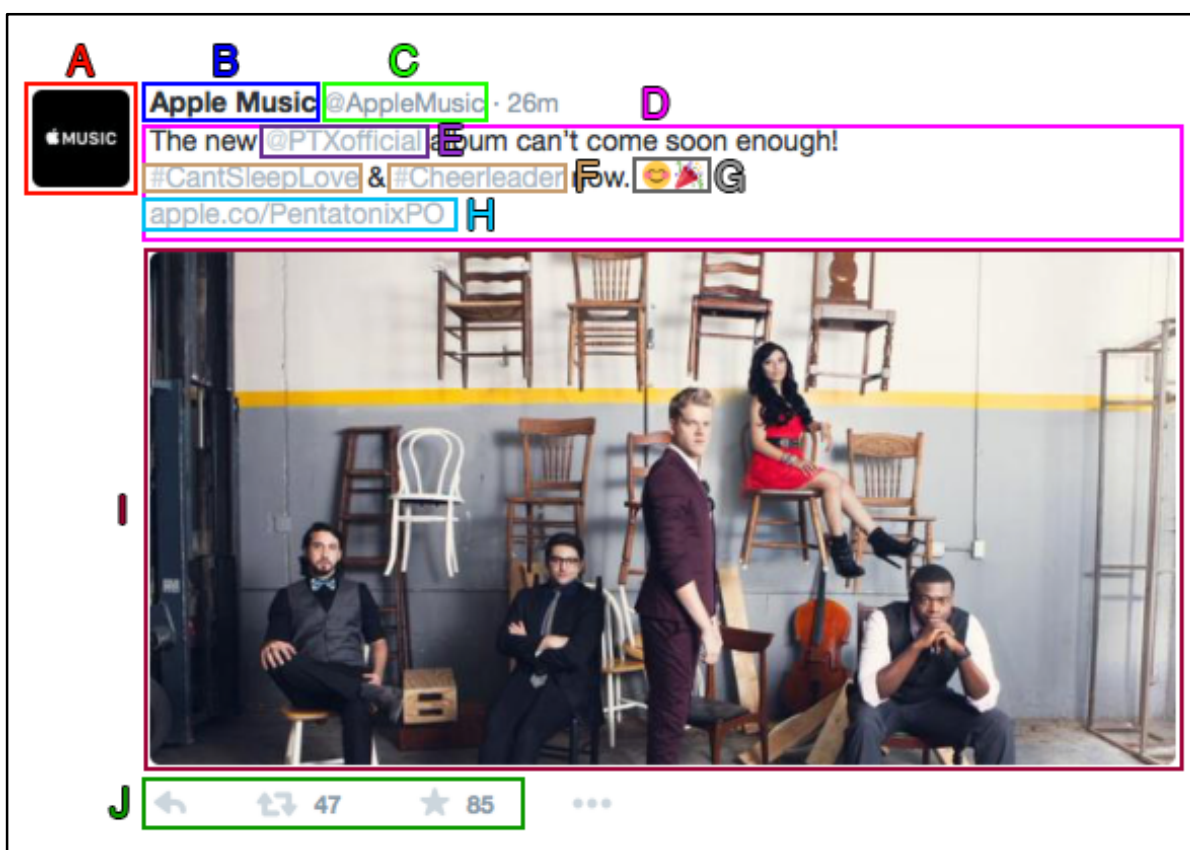 A B C
MUSIC
Apple Music @AppleMusic · 26m D
The new @PTXofficial E album can't come soon enough!
#CantSleepLove & #Cheerleader F now. 😊🎉 G
apple.co/PentatonixPO H
I
J 47 85 •••